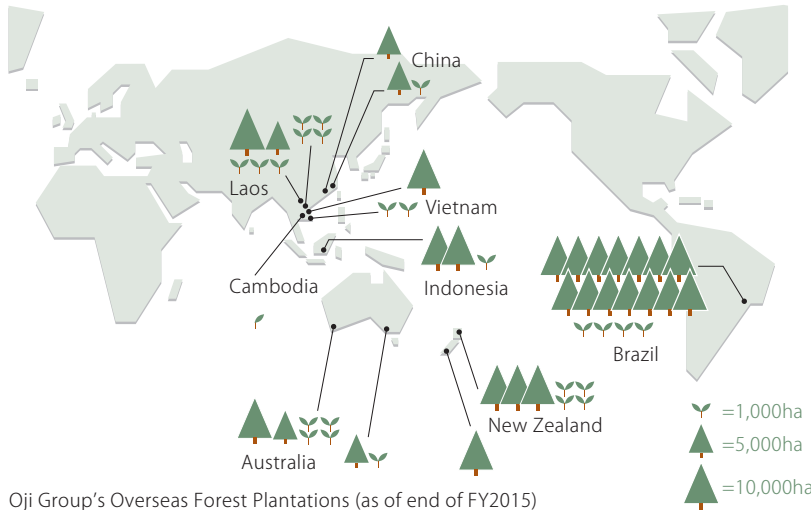 China
Laos
Vietnam
Cambodia
Indonesia
Brazil
New Zealand
Australia
=1,000ha
=5,000ha
=10,000ha
Oji Group's Overseas Forest Plantations (as of end of FY2015)